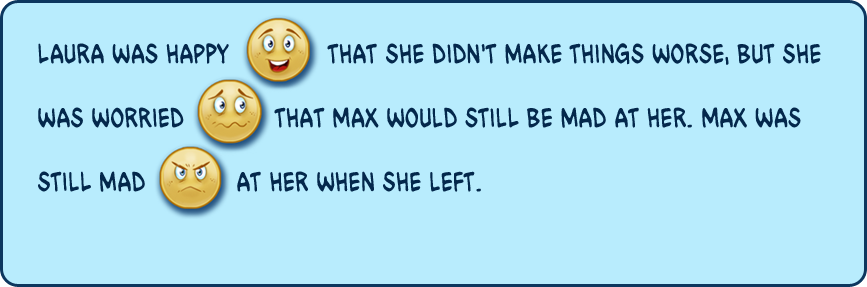 LAURA WAS HAPPY THAT SHE DIDN'T MAKE THINGS WORSE, BUT SHE
WAS WORRIED THAT MAX WOULD STILL BE MAD AT HER. MAX WAS
STILL MAD AT HER WHEN SHE LEFT.